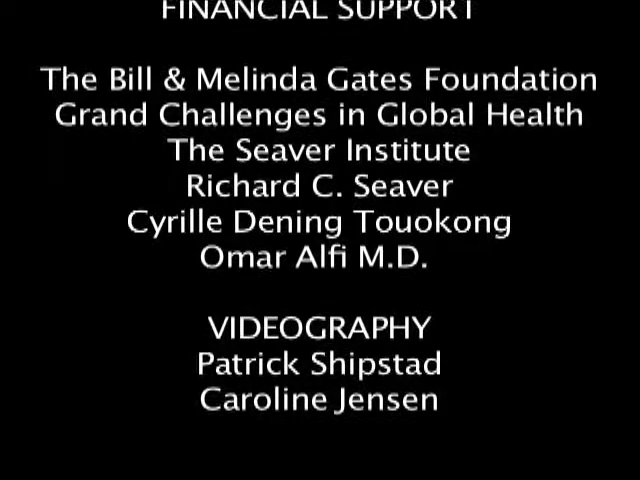 FINANCIAL SUPPORT
The Bill & Melinda Gates Foundation
Grand Challenges in Global Health
The Seaver Institute
Richard C. Seaver
Cyrille Dening Touokong
Omar Alfi M.D.
VIDEOGRAPHY
Patrick Shipstad
Caroline Jensen